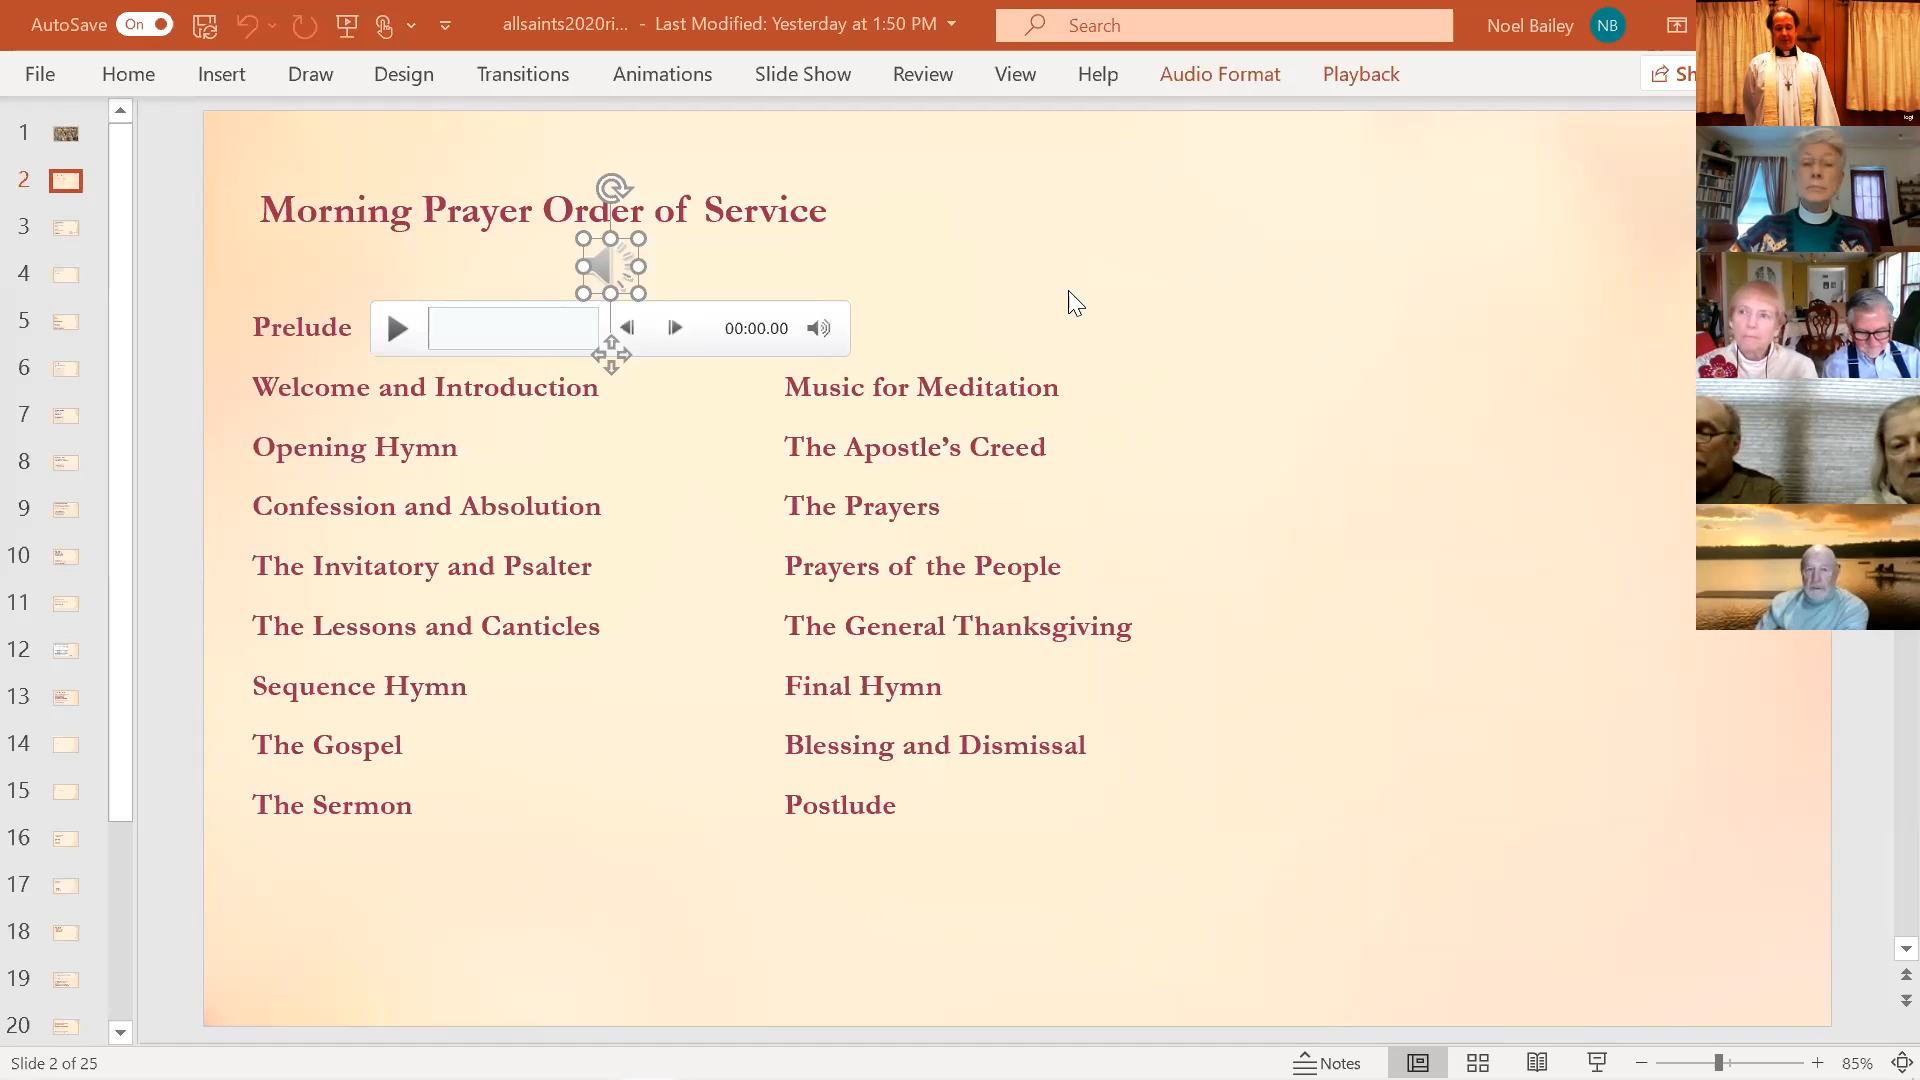 AutoSave On allsaints2020ri... - Last Modified: Yesterday at 1:50 PM Search Noel Bailey NB
File Home Insert Draw Design Transitions Animations Slide Show Review View Help Audio Format Playback Sh
logi
1
2
3
4
5
6
7
8
9
10
11
12
13
14
15
16
17
18
19
20
Morning Prayer Order of Service
Prelude 00:00.00
Welcome and Introduction
Opening Hymn
Confession and Absolution
The Invitatory and Psalter
The Lessons and Canticles
Sequence Hymn
The Gospel
The Sermon
Music for Meditation
The Apostle's Creed
The Prayers
Prayers of the People
The General Thanksgiving
Final Hymn
Blessing and Dismissal
Postlude
Slide 2 of 25 Notes 85%